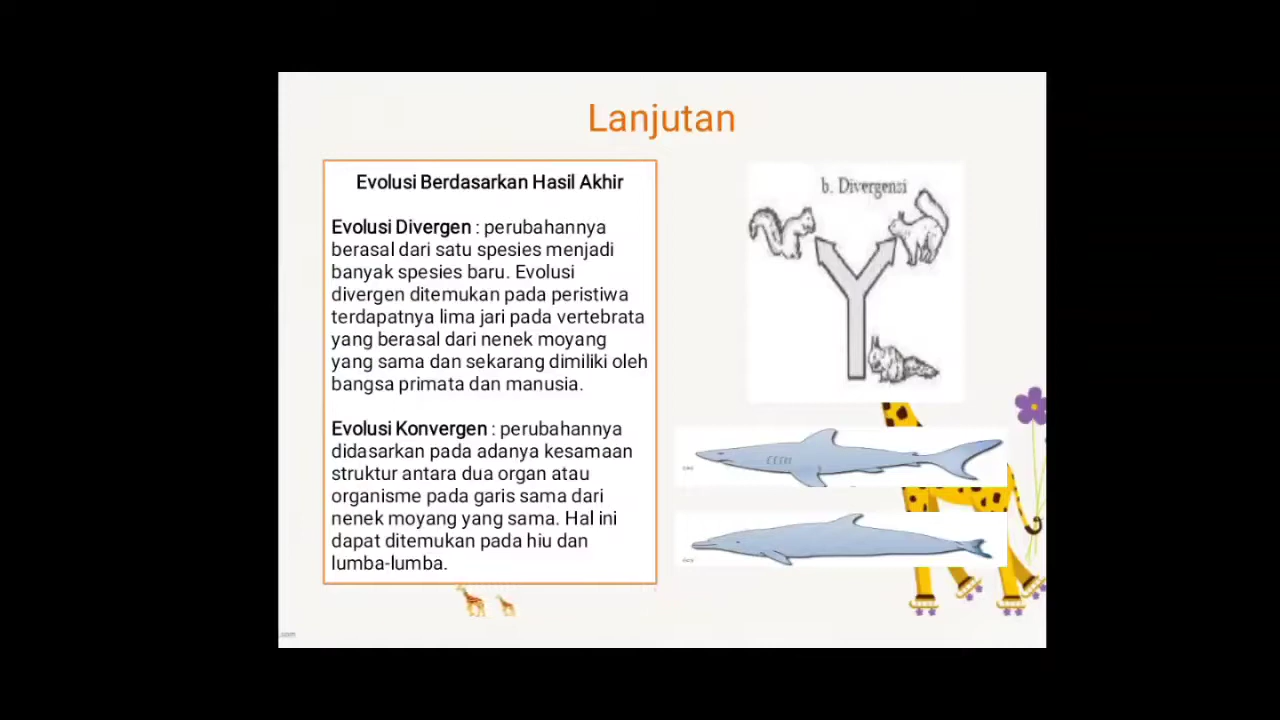 Lanjutan
Evolusi Berdasarkan Hasil Akhir
Evolusi Divergen : perubahannya
berasal dari satu spesies menjadi
banyak spesies baru. Evolusi
divergen ditemukan pada peristiwa
terdapatnya lima jari pada vertebrata
yang berasal dari nenek moyang
yang sama dan sekarang dimiliki oleh
bangsa primata dan manusia.
Evolusi Konvergen : perubahannya
didasarkan pada adanya kesamaan
struktur antara dua organ atau
organisme pada garis sama dari
nenek moyang yang sama. Hal ini
dapat ditemukan pada hiu dan
lumba-lumba.
b. Divergensi
.com